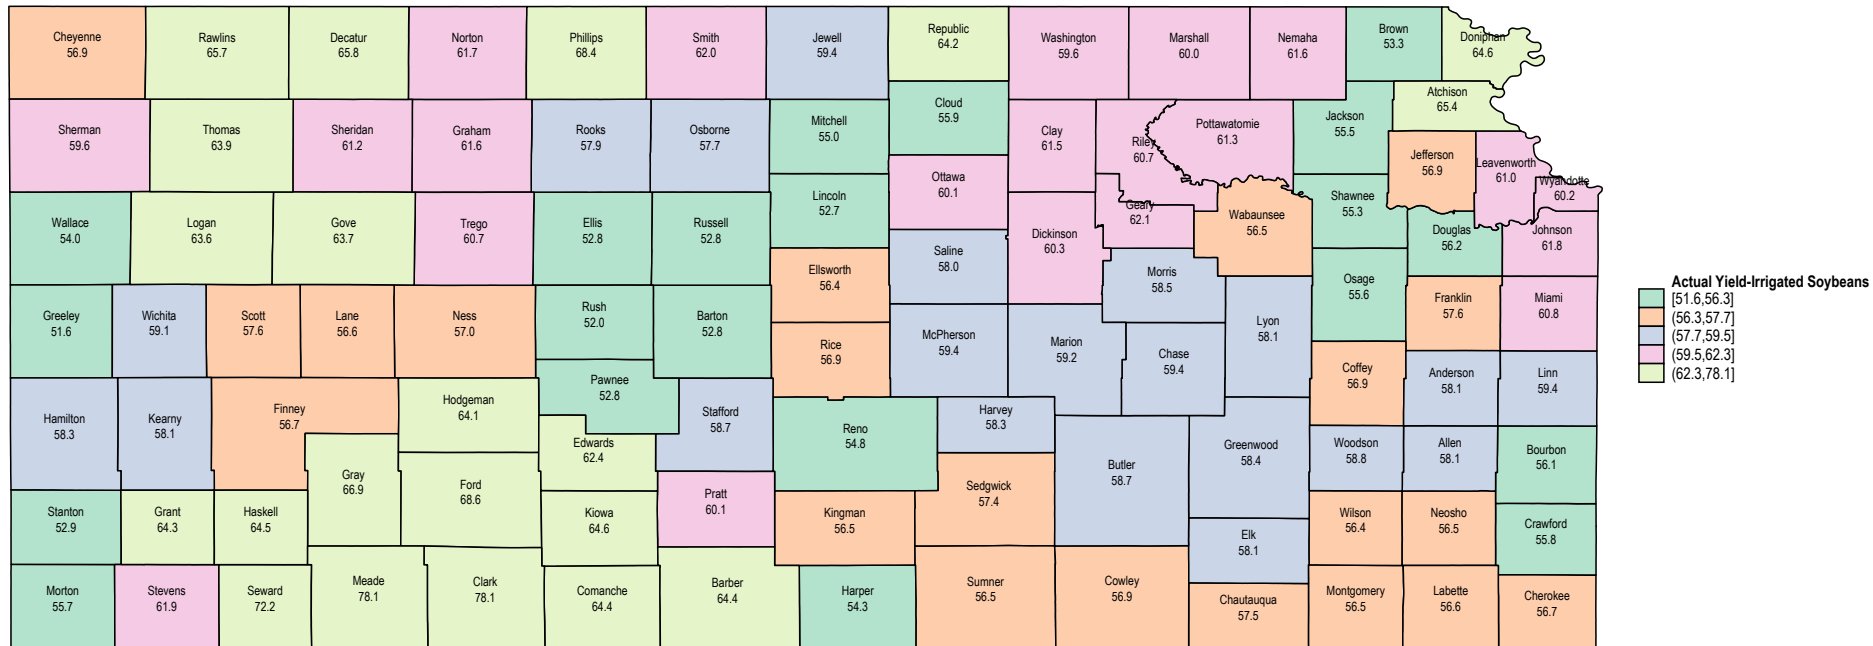 Cheyenne
56.9
Rawlins
65.7
Decatur
65.8
Norton
61.7
Phillips
68.4
Smith
62.0
Jewell
59.4
Republic
64.2
Washington
59.6
Marshall
60.0
Nemaha
61.6
Brown
53.3
Doniphan
64.6
Sherman
59.6
Thomas
63.9
Sheridan
61.2
Graham
61.6
Rooks
57.9
Osborne
57.7
Mitchell
55.0
Cloud
55.9
Clay
61.5
Riley
60.7
Pottawatomie
61.3
Jackson
55.5
Atchison
65.4
Jefferson
56.9
Leavenworth
61.0
Wyandotte
60.2
Wallace
54.0
Logan
63.6
Gove
63.7
Trego
60.7
Ellis
52.8
Russell
52.8
Lincoln
52.7
Ottawa
60.1
Saline
58.0
Dickinson
60.3
Geary
62.1
Wabaunsee
56.5
Shawnee
55.3
Douglas
56.2
Johnson
61.8
Greeley
51.6
Wichita
59.1
Scott
57.6
Lane
56.6
Ness
57.0
Rush
52.0
Barton
52.8
Ellsworth
56.4
Rice
56.9
McPherson
59.4
Marion
59.2
Morris
58.5
Chase
59.4
Lyon
58.1
Osage
55.6
Franklin
57.6
Miami
60.8
Actual Yield-Irrigated Soybeans
[51.6,56.3]
(56.3,57.7]
(57.7,59.5]
(59.5,62.3]
(62.3,78.1]
Hamilton
58.3
Kearny
58.1
Finney
56.7
Hodgeman
64.1
Pawnee
52.8
Stafford
58.7
Edwards
62.4
Reno
54.8
Harvey
58.3
Butler
58.7
Greenwood
58.4
Coffey
56.9
Anderson
58.1
Linn
59.4
Woodson
58.8
Allen
58.1
Bourbon
56.1
Gray
66.9
Ford
68.6
Stanton
52.9
Grant
64.3
Haskell
64.5
Kiowa
64.6
Pratt
60.1
Kingman
56.5
Sedgwick
57.4
Elk
58.1
Wilson
56.4
Neosho
56.5
Crawford
55.8
Morton
55.7
Stevens
61.9
Seward
72.2
Meade
78.1
Clark
78.1
Comanche
64.4
Barber
64.4
Harper
54.3
Sumner
56.5
Cowley
56.9
Chautauqua
57.5
Montgomery
56.5
Labette
56.6
Cherokee
56.7